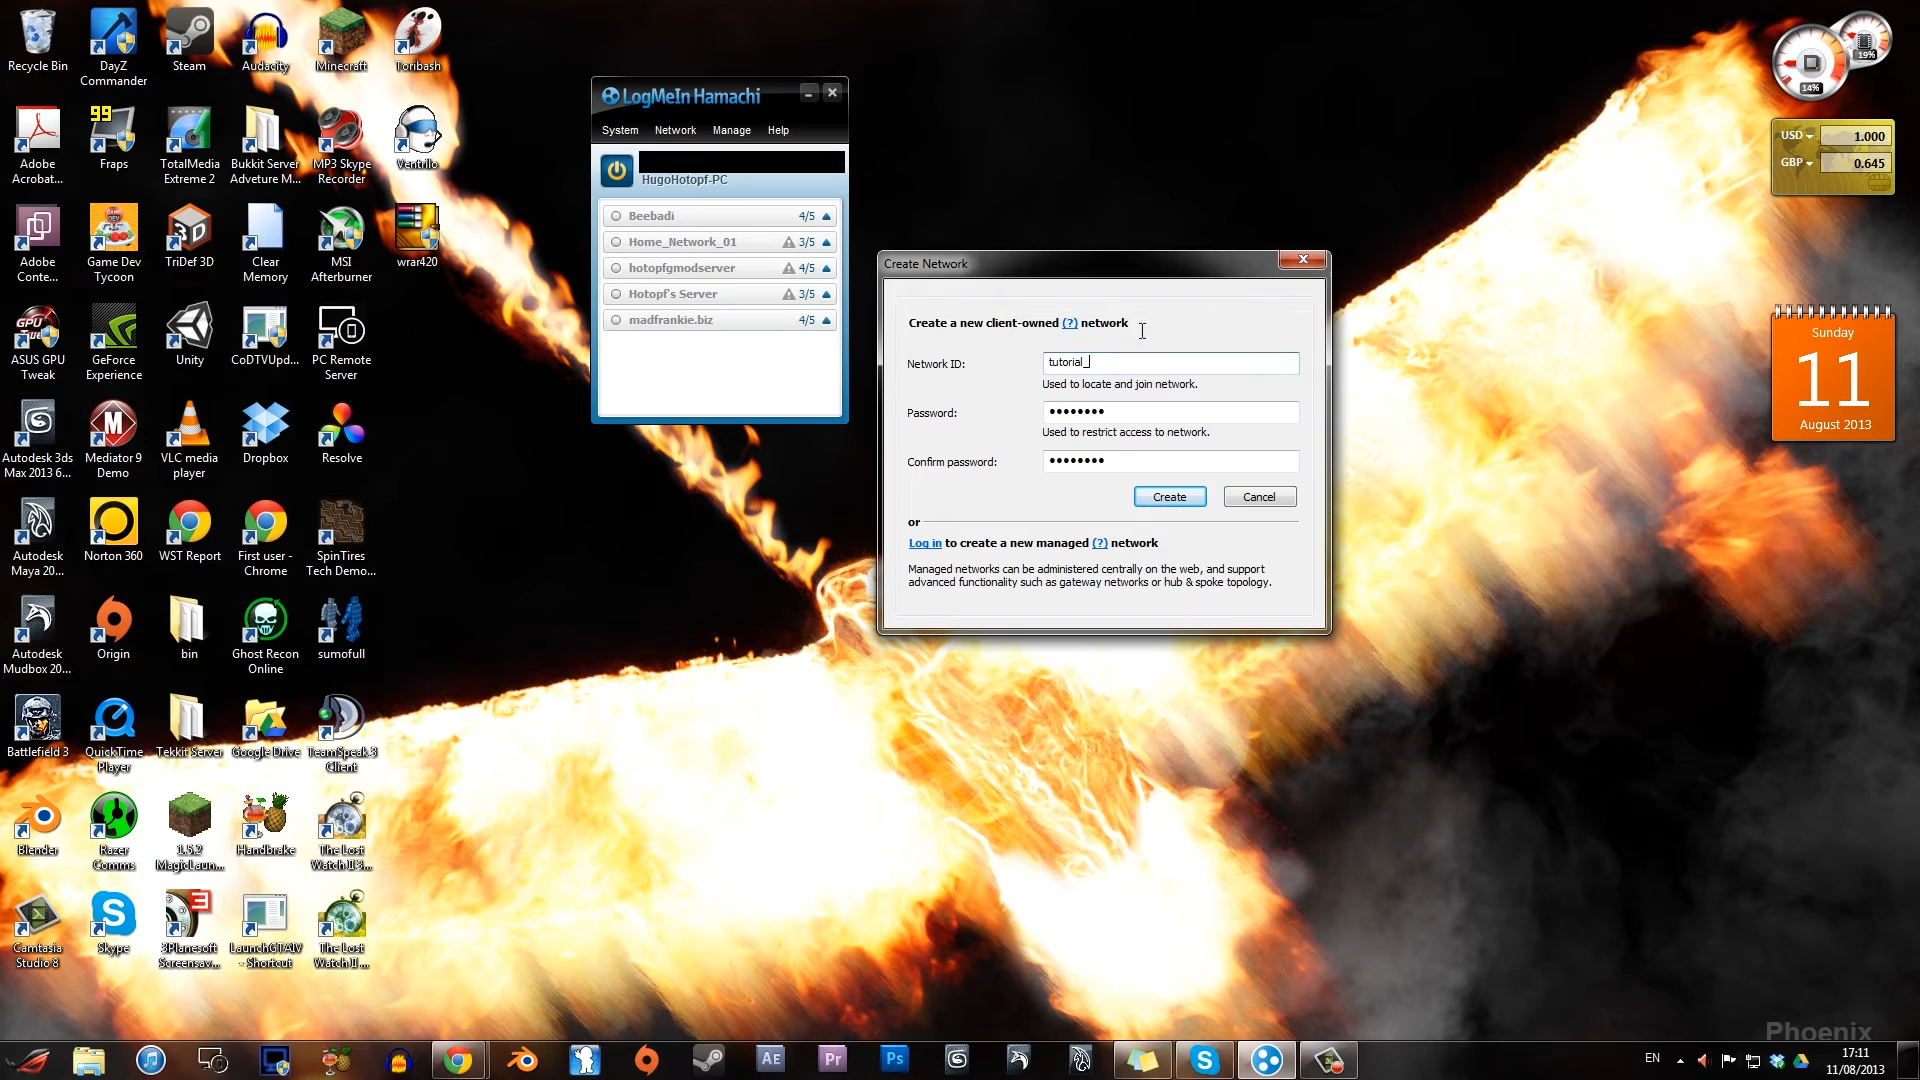 Recycle Bin
DayZ
Commander
Steam
Audacity
Minecraft
Toribash
Adobe
Acrobat...
99
Fraps
TotalMedia
Extreme 2
Bukkit Server
Adveture M...
MP3 Skype
Recorder
Ventrilo
Adobe
Conte...
Game Dev
Tycoon
TriDef 3D
Clear
Memory
MSI
Afterburner
wrar420
ASUS GPU
Tweak
GeForce
Experience
Unity
CoDTVUpd...
PC Remote
Server
Autodesk 3ds
Max 2013 6...
Mediator 9
Demo
VLC media
player
Dropbox
Resolve
Autodesk
Maya 20...
Norton 360
WST Report
First user -
Chrome
SpinTires
Tech Demo...
Autodesk
Mudbox 20...
Origin
bin
Ghost Recon
Online
sumofull
Battlefield 3
QuickTime
Player
Tekkit Server
Google Drive
TeamSpeak 3
Client
Blender
Razer
Comms
1.5.2
MagicLaun...
Handbrake
The Lost
Watch II 3...
Camtasia
Studio 8
Skype
3Planesoft
Screensav...
LaunchGTAIV
- Shortcut
The Lost
Watch II...
LogMeIn Hamachi
System Network Manage Help
HugoHotopf-PC
Beebadi 4/5
Home_Network_01 3/5
hotopfgmodserver 4/5
Hotopf's Server 3/5
madfrankie.biz 4/5
Create Network
Create a new client-owned (?) network
Network ID: tutorial_
Used to locate and join network.
Password: ••••••••
Used to restrict access to network.
Confirm password: ••••••••
Create Cancel
or
Log in to create a new managed (?) network
Managed networks can be administered centrally on the web, and support
advanced functionality such as gateway networks or hub & spoke topology.
19%
14%
USD 1.000
GBP 0.645
Sunday
11
August 2013
Phoenix
AE Pr Ps
EN
17:11
11/08/2013